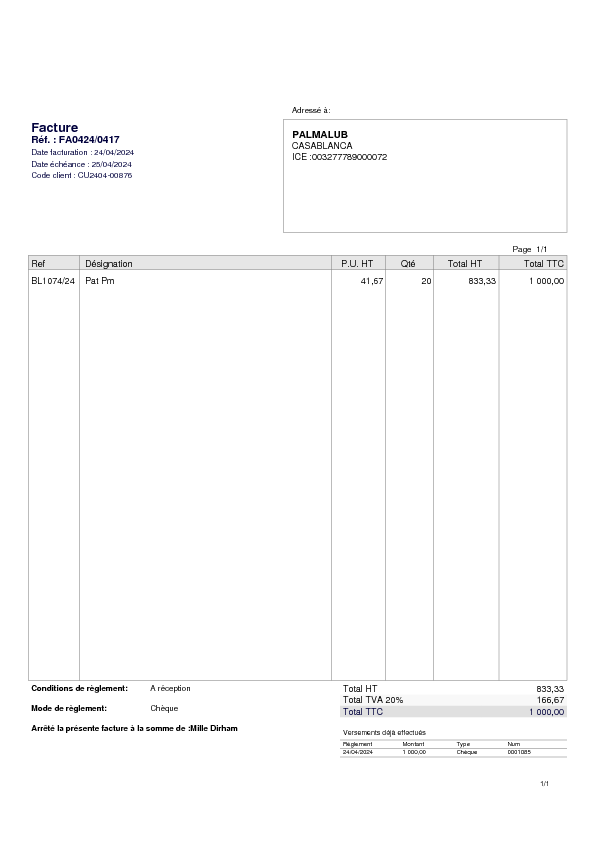 Adressé à:
Facture
Réf. : FA0424/0417
Date facturation : 24/04/2024
Date échéance : 25/04/2024
Code client : CU2404-00876
PALMALUB
CASABLANCA
ICE :003277789000072
Page 1/1
Ref Désignation P.U. HT Qté Total HT Total TTC
BL1074/24 Pat Pm 41,67 20 833,33 1 000,00
Conditions de règlement: A réception
Mode de règlement: Chèque
Arrêté la présente facture à la somme de :Mille Dirham
Total HT 833,33
Total TVA 20% 166,67
Total TTC 1 000,00
Versements déjà effectués
Règlement Montant Type Num
24/04/2024 1 000,00 Chèque 0001085
1/1